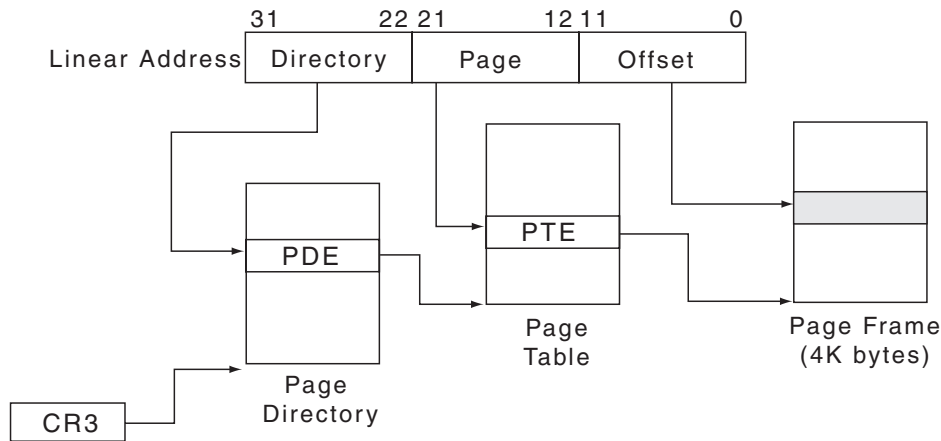 31 22 21 12 11 0
Linear Address Directory Page Offset
PDE
PTE
Page
Table
Page Frame
(4K bytes)
Page
Directory
CR3